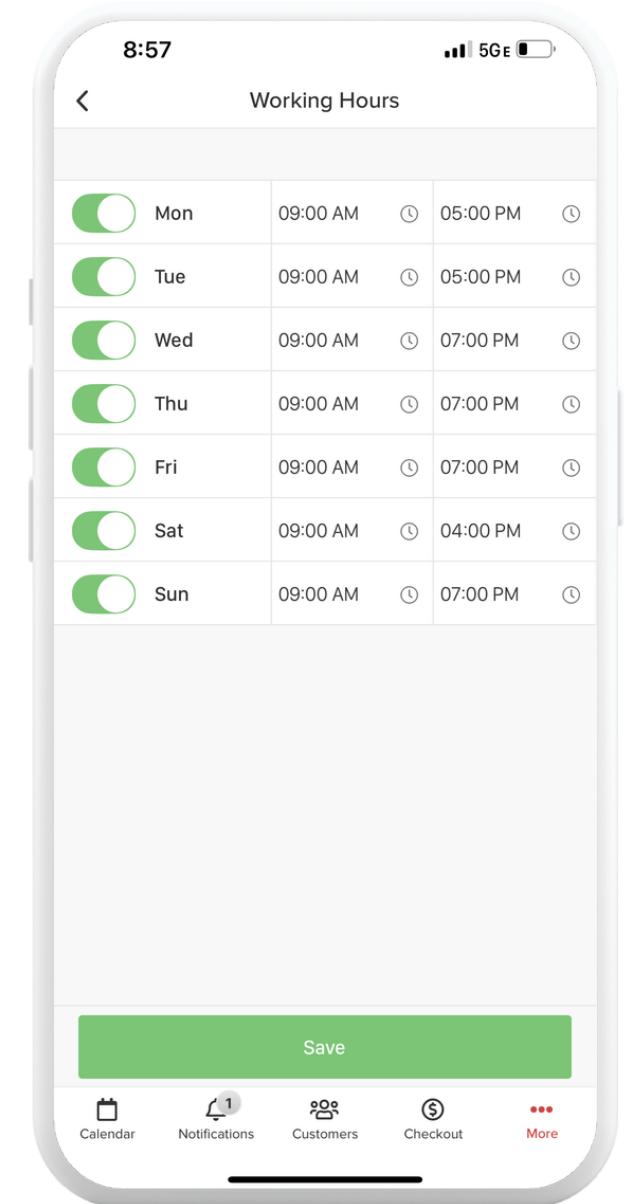 8:57 5GE
Working Hours
Mon 09:00 AM 05:00 PM
Tue 09:00 AM 05:00 PM
Wed 09:00 AM 07:00 PM
Thu 09:00 AM 07:00 PM
Fri 09:00 AM 07:00 PM
Sat 09:00 AM 04:00 PM
Sun 09:00 AM 07:00 PM
Save
1
Calendar Notifications Customers Checkout More